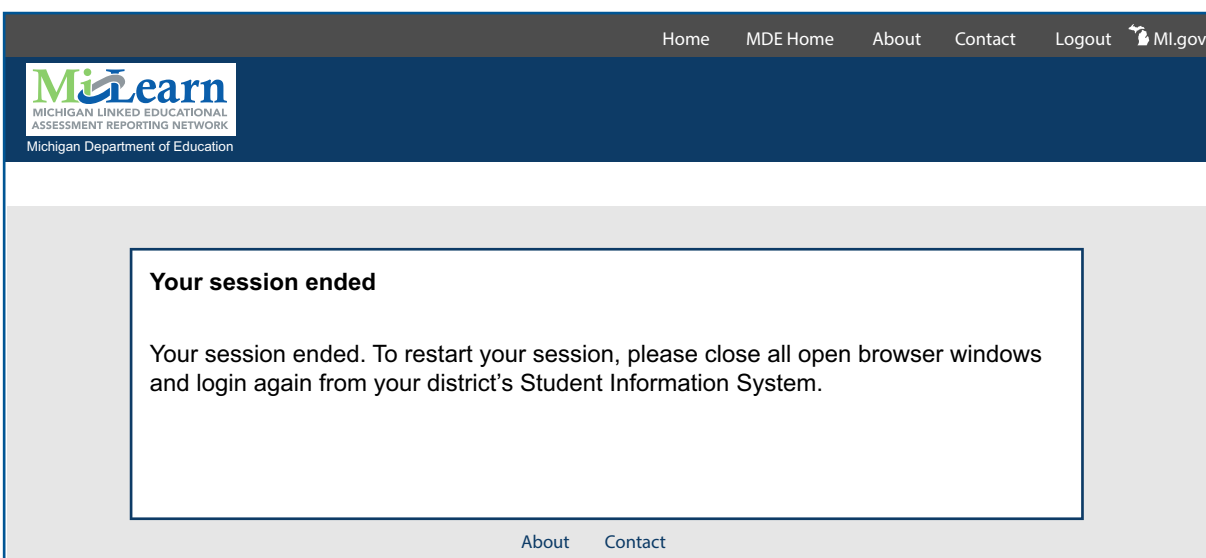 Home MDE Home About Contact Logout MI.gov
MiLearn
MICHIGAN LINKED EDUCATIONAL
ASSESSMENT REPORTING NETWORK
Michigan Department of Education
Your session ended
Your session ended. To restart your session, please close all open browser windows
and login again from your district’s Student Information System.
About Contact